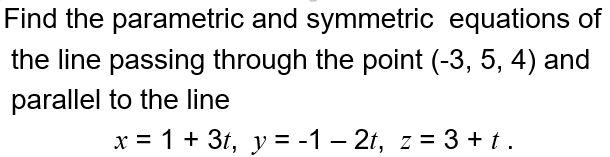 Find the parametric and symmetric equations of
the line passing through the point (-3, 5, 4) and
parallel to the line
x = 1 + 3t, y = -1 – 2t, z = 3 + t .